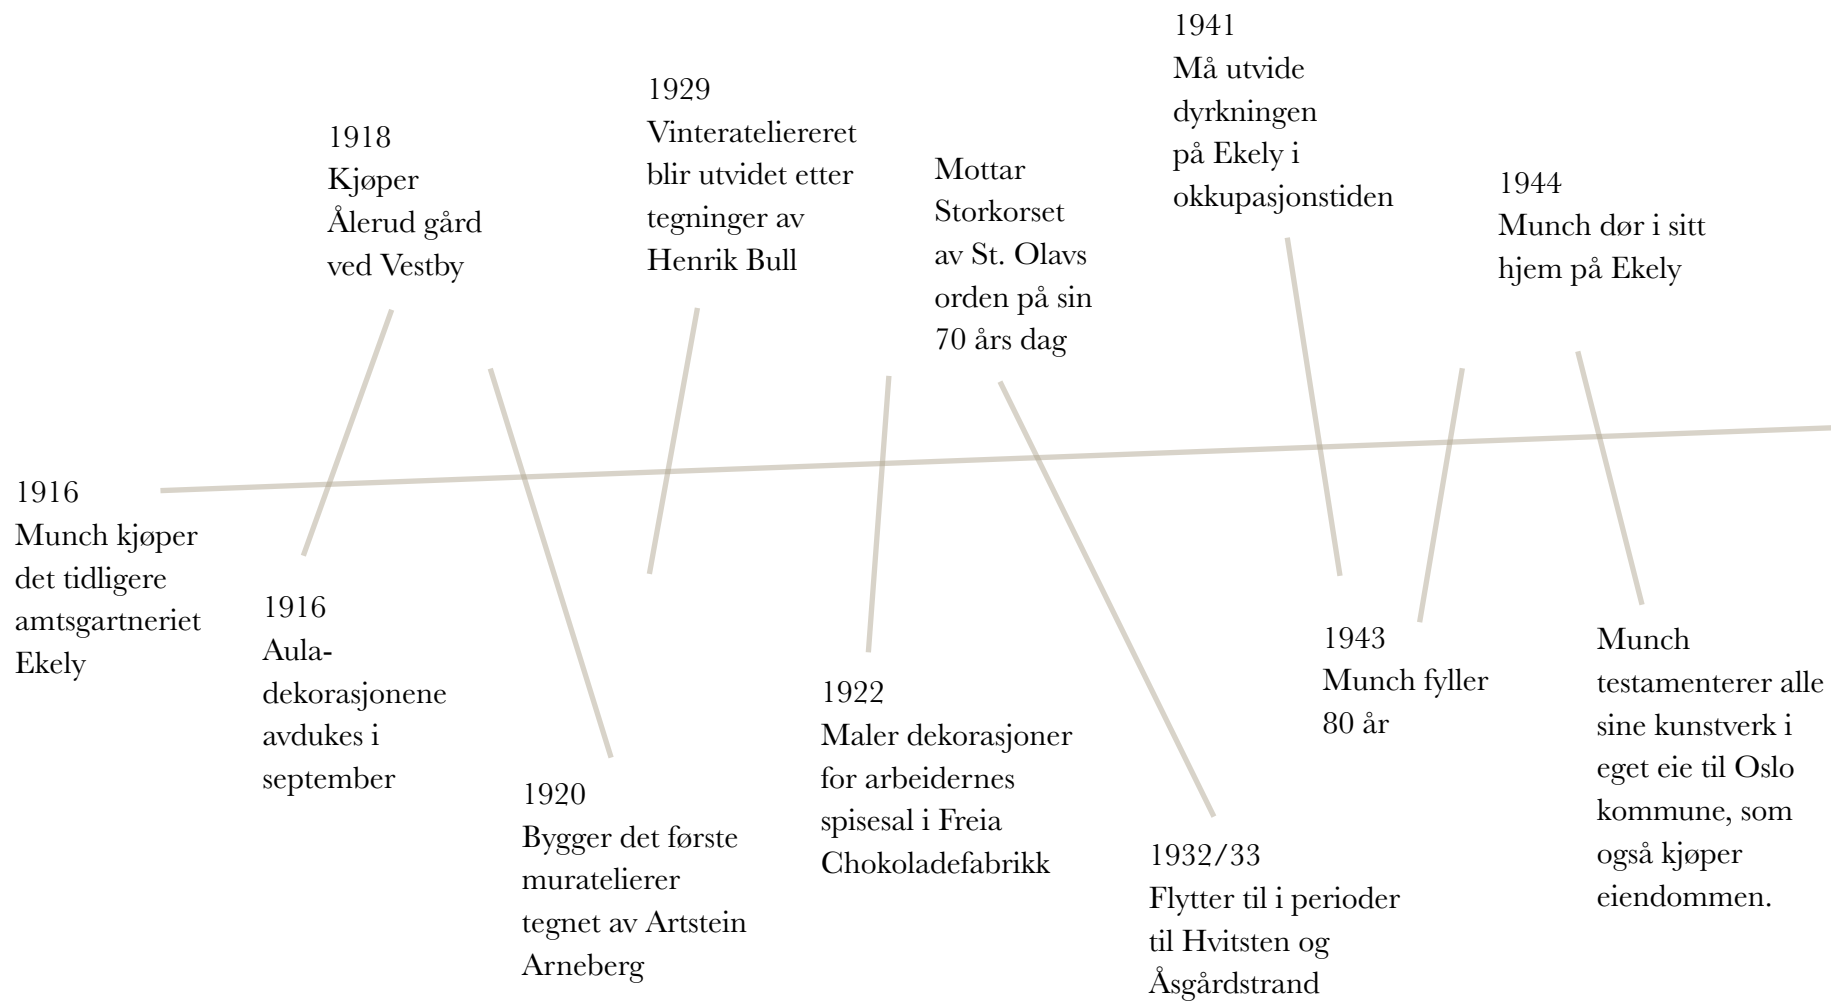 1916
Munch kjøper
det tidligere
amtsgartneriet
Ekely
1916
Aula-
dekorasjonene
avdukes i
september
1918
Kjøper
Ålerud gård
ved Vestby
1920
Bygger det første
muratelierer
tegnet av Artstein
Arneberg
1929
Vinterateliereret
blir utvidet etter
tegninger av
Henrik Bull
1922
Maler dekorasjoner
for arbeidernes
spisesal i Freia
Chokoladefabrikk
Mottar
Storkorset
av St. Olavs
orden på sin
70 års dag
1932/33
Flytter til i perioder
til Hvitsten og
Åsgårdstrand
1941
Må utvide
dyrkningen
på Ekely i
okkupasjonstiden
1943
Munch fyller
80 år
1944
Munch dør i sitt
hjem på Ekely
Munch
testamenterer alle
sine kunstverk i
eget eie til Oslo
kommune, som
også kjøper
eiendommen.